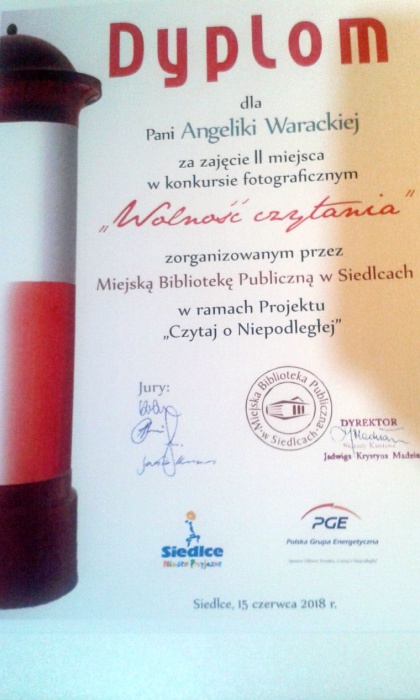 Dyplom
dla
Pani Angeliki Warackiej
za zajęcie II miejsca
w konkursie fotograficznym
„Wolność czytania”
zorganizowanym przez
Miejską Bibliotekę Publiczną w Siedlcach
w ramach Projektu
„Czytaj o Niepodległej”
Jury:
Miejska Biblioteka Publiczna
w Siedlcach
DYREKTOR
Jadwiga Krystyna
Siedlce
Miasto Przyjazne
PGE
Polska Grupa Energetyczna
Siedlce, 15 czerwca 2018 r.